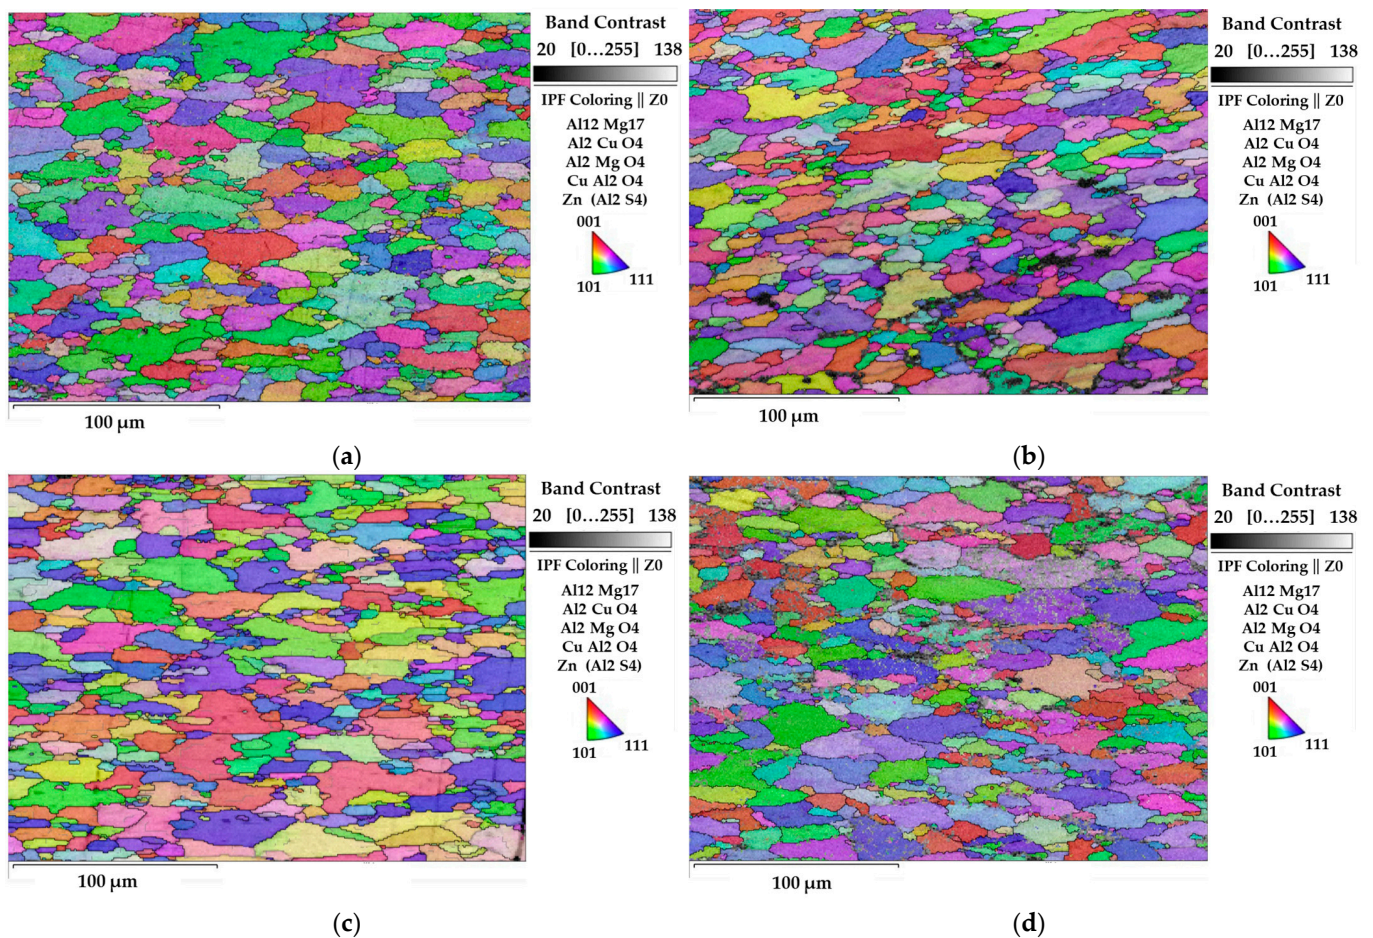 Band Contrast
20 [0...255] 138
IPF Coloring || Z0
Al12 Mg17
Al2 Cu O4
Al2 Mg O4
Cu Al2 O4
Zn (Al2 S4)
001
101 111
100 µm
(a)
Band Contrast
20 [0...255] 138
IPF Coloring || Z0
Al12 Mg17
Al2 Cu O4
Al2 Mg O4
Cu Al2 O4
Zn (Al2 S4)
001
101 111
100 µm
(b)
Band Contrast
20 [0...255] 138
IPF Coloring || Z0
Al12 Mg17
Al2 Cu O4
Al2 Mg O4
Cu Al2 O4
Zn (Al2 S4)
001
101 111
100 µm
(c)
Band Contrast
20 [0...255] 138
IPF Coloring || Z0
Al12 Mg17
Al2 Cu O4
Al2 Mg O4
Cu Al2 O4
Zn (Al2 S4)
001
101 111
100 µm
(d)